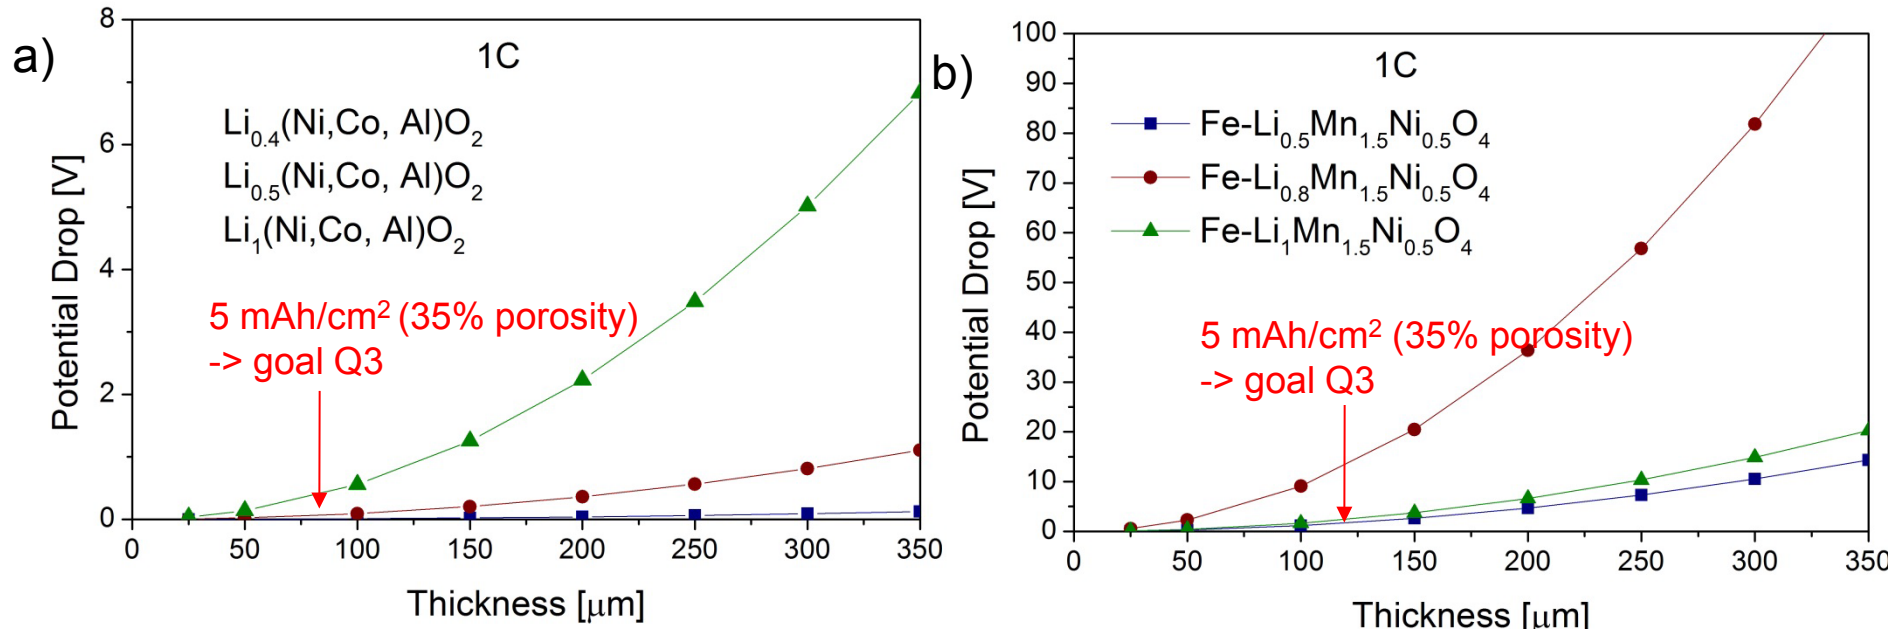 a)
1C
Li₀.₄(Ni,Co, Al)O₂
Li₀.₅(Ni,Co, Al)O₂
Li₁(Ni,Co, Al)O₂
5 mAh/cm² (35% porosity)
-> goal Q3
Potential Drop [V]
8
6
4
2
0
0 50 100 150 200 250 300 350
Thickness [μm]
b)
1C
Fe-Li₀.₅Mn₁.₅Ni₀.₅O₄
Fe-Li₀.₈Mn₁.₅Ni₀.₅O₄
Fe-Li₁Mn₁.₅Ni₀.₅O₄
5 mAh/cm² (35% porosity)
-> goal Q3
Potential Drop [V]
100
90
80
70
60
50
40
30
20
10
0
0 50 100 150 200 250 300 350
Thickness [μm]